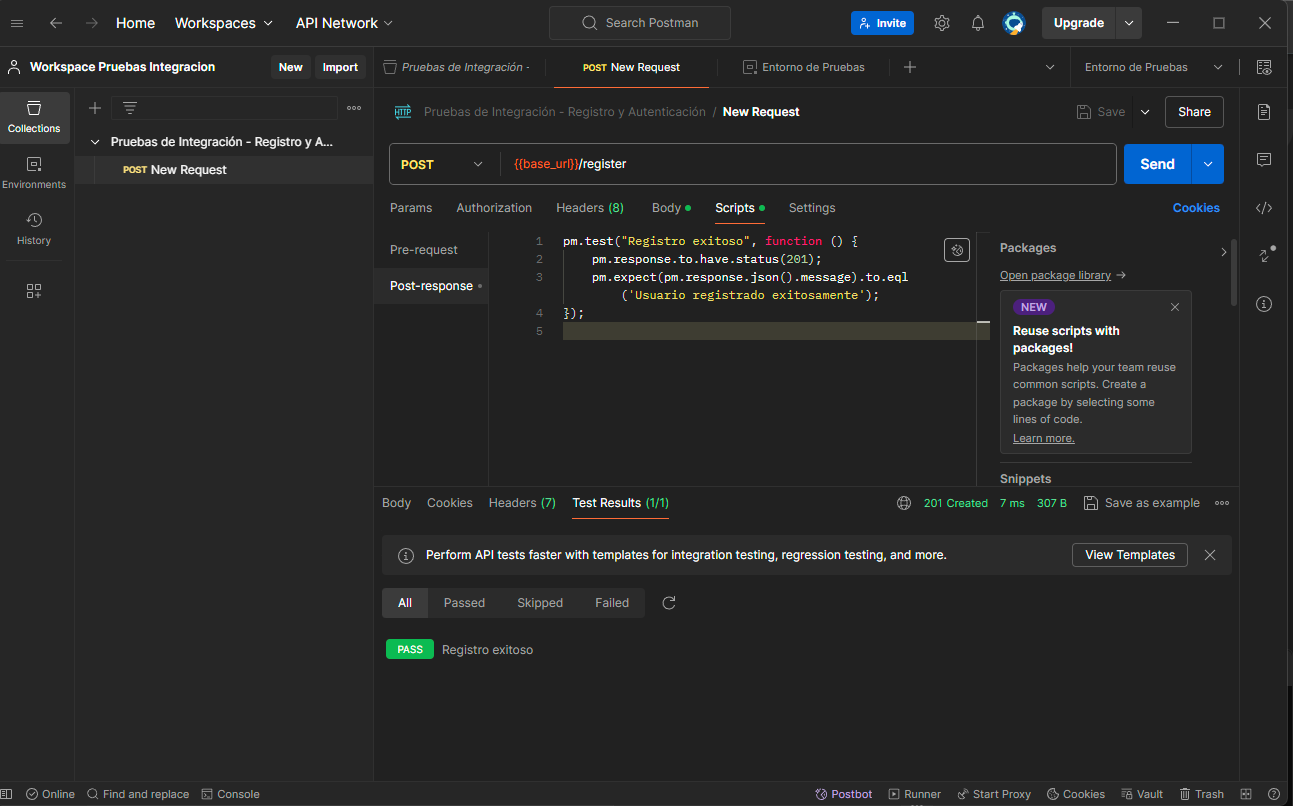 Home Workspaces API Network Search Postman Invite Upgrade
Workspace Pruebas Integracion New Import Pruebas de Integración - POST New Request Entorno de Pruebas Entorno de Pruebas
Collections
Environments
History
Pruebas de Integración - Registro y A...
POST New Request
HTTP Pruebas de Integración - Registro y Autenticación / New Request Save Share
POST {{base_url}}/register Send
Params Authorization Headers (8) Body Scripts Settings Cookies
Pre-request
Post-response
1 pm.test("Registro exitoso", function () {
2 pm.response.to.have.status(201);
3 pm.expect(pm.response.json().message).to.eql
('Usuario registrado exitosamente');
4 });
5
Packages
Open package library →
NEW
Reuse scripts with
packages!
Packages help your team reuse
common scripts. Create a
package by selecting some
lines of code.
Learn more.
Snippets
Body Cookies Headers (7) Test Results (1/1) 201 Created 7 ms 307 B Save as example
Perform API tests faster with templates for integration testing, regression testing, and more. View Templates
All Passed Skipped Failed
PASS Registro exitoso
Online Find and replace Console Postbot Runner Start Proxy Cookies Vault Trash